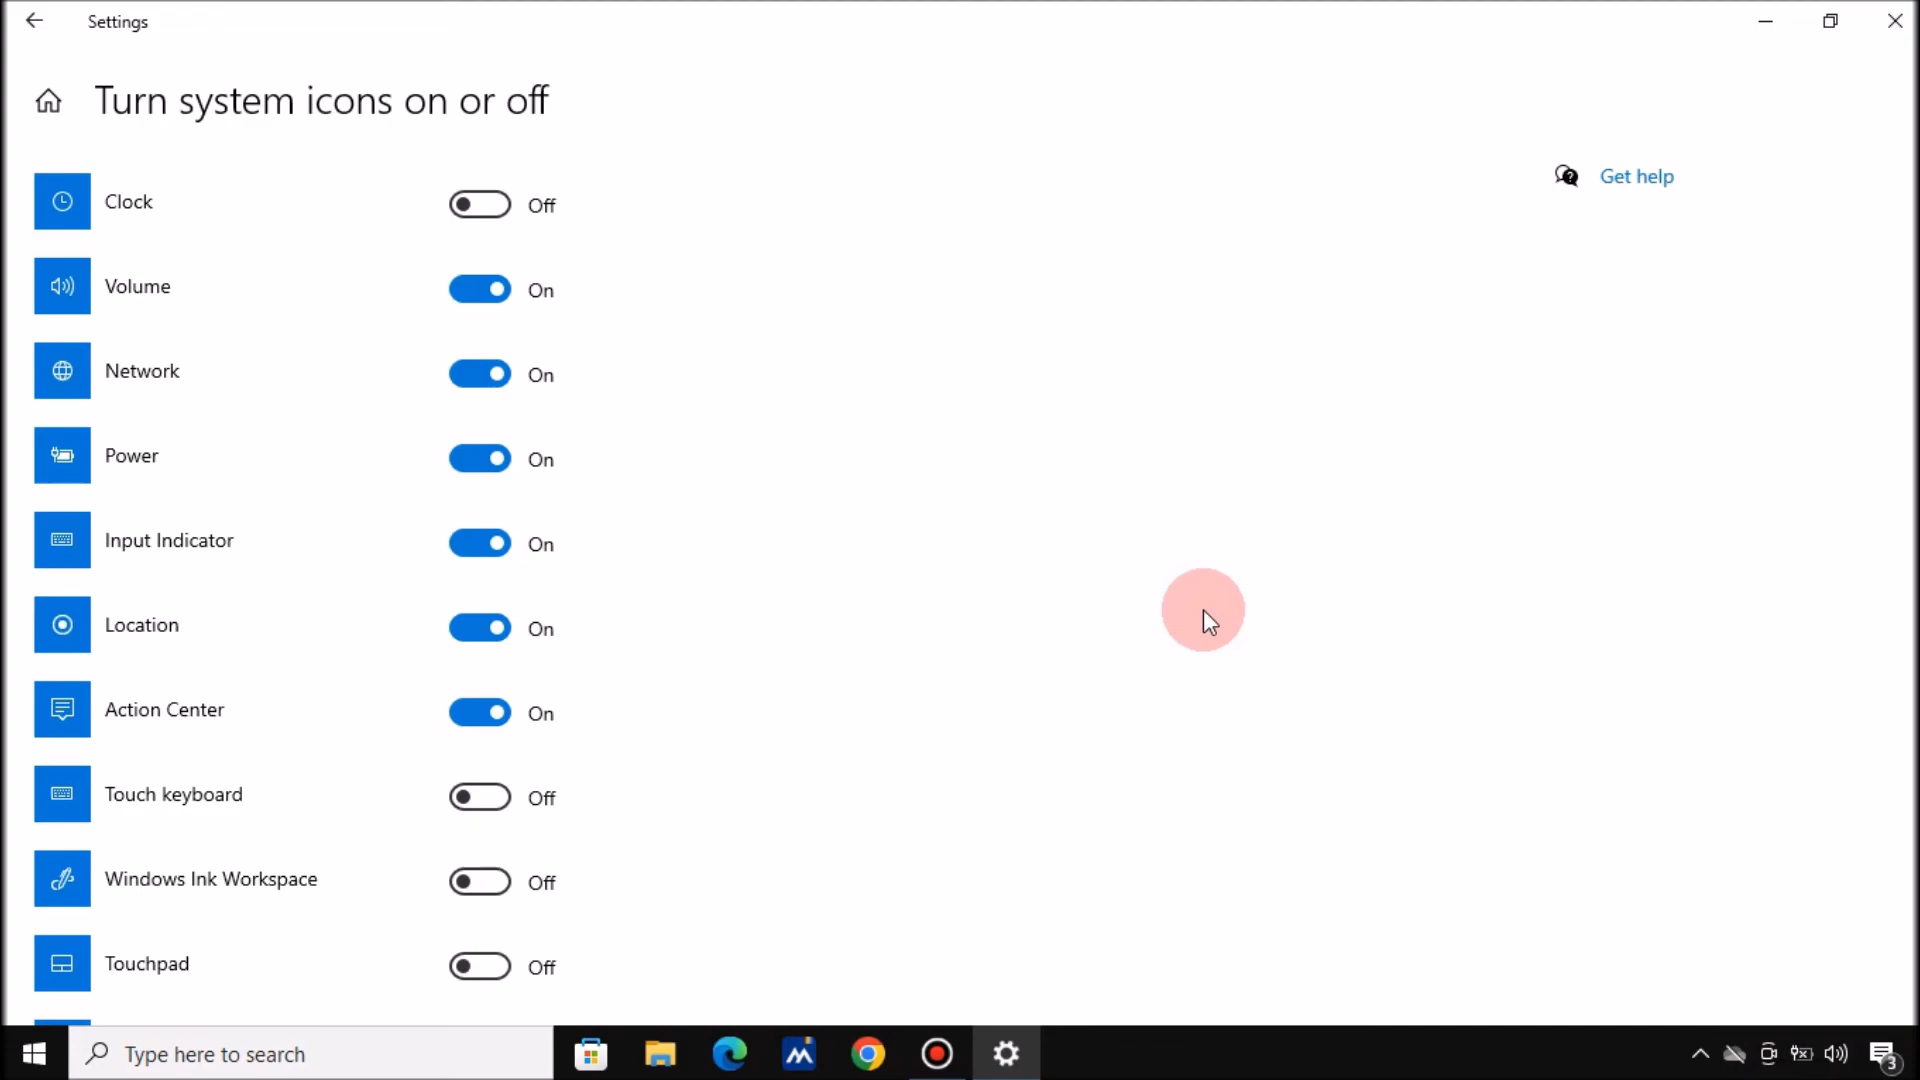 Settings
Turn system icons on or off
Get help
Clock Off
Volume On
Network On
Power On
Input Indicator On
Location On
Action Center On
Touch keyboard Off
Windows Ink Workspace Off
Touchpad Off
Type here to search
3